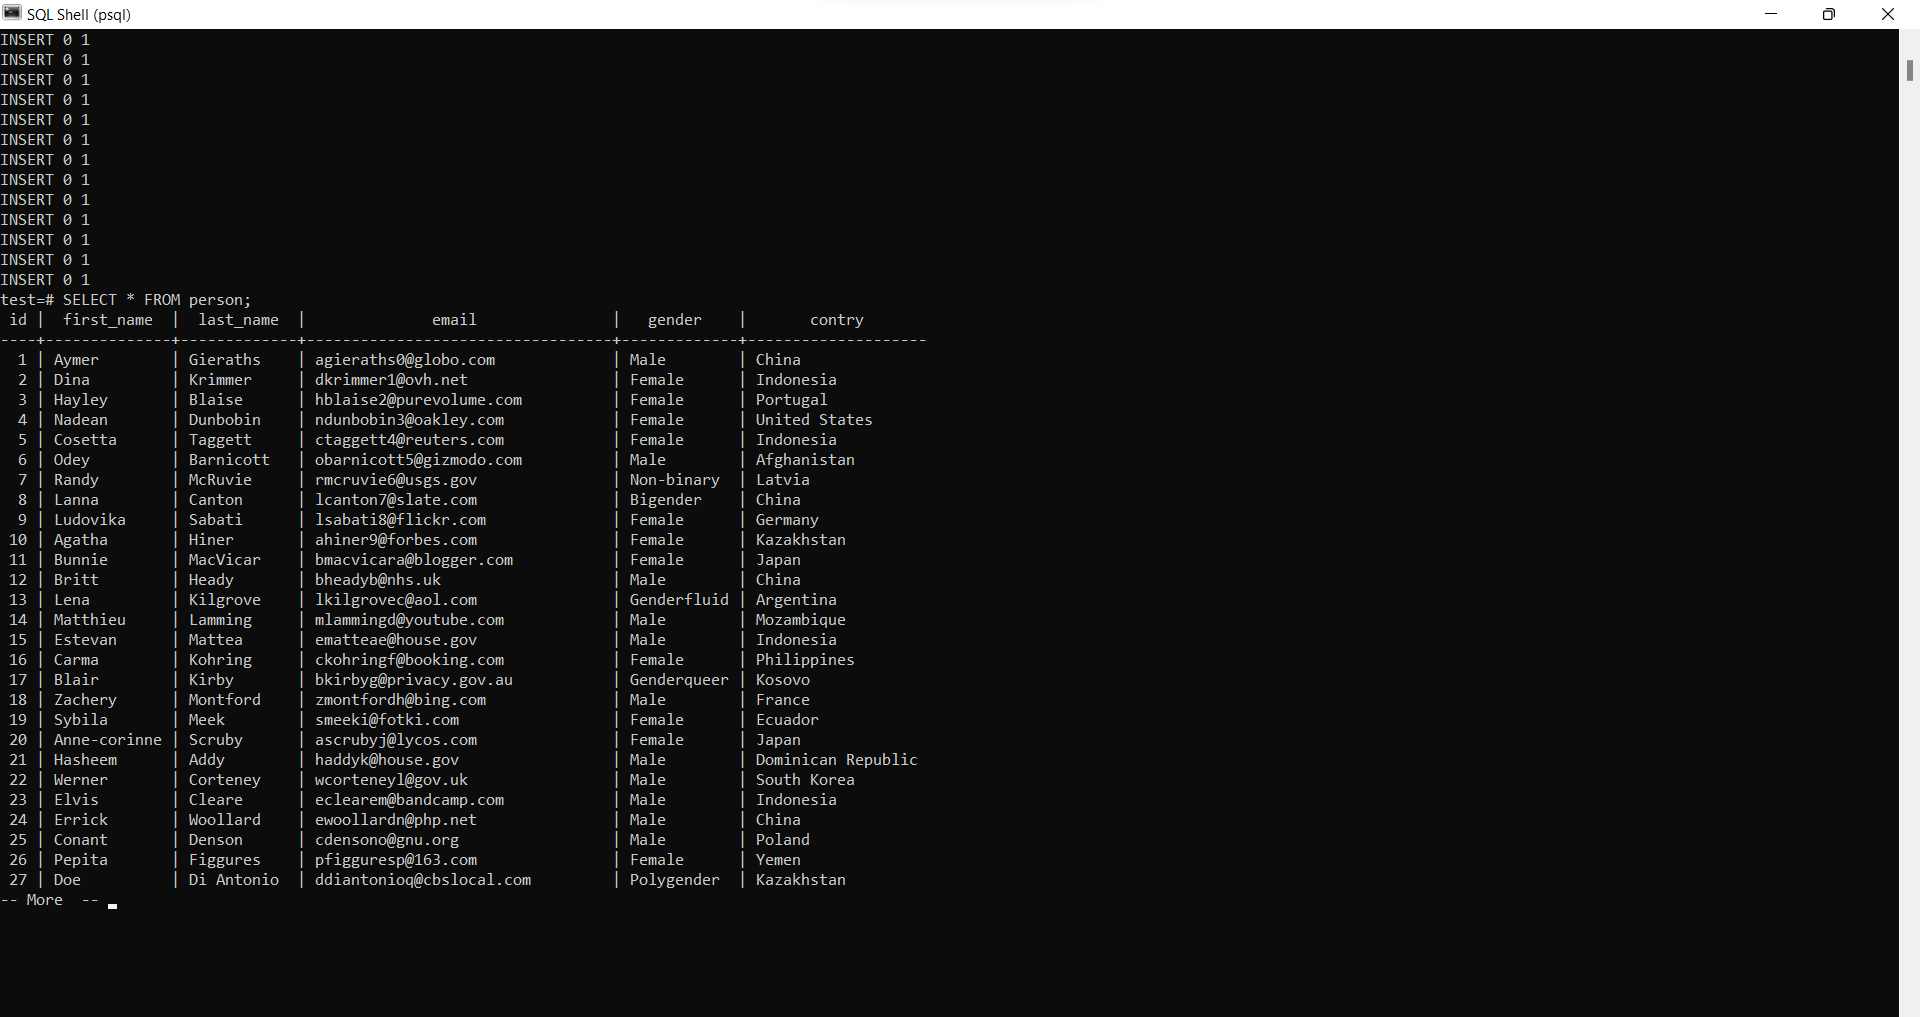 SQL Shell (psql)
INSERT 0 1
INSERT 0 1
INSERT 0 1
INSERT 0 1
INSERT 0 1
INSERT 0 1
INSERT 0 1
INSERT 0 1
INSERT 0 1
INSERT 0 1
INSERT 0 1
INSERT 0 1
INSERT 0 1
test=# SELECT * FROM person;
 id |  first_name  |  last_name  |              email               |   gender    |       contry
----+--------------+-------------+----------------------------------+-------------+--------------------
  1 | Aymer        | Gieraths    | agieraths0@globo.com             | Male        | China
  2 | Dina         | Krimmer     | dkrimmer1@ovh.net                | Female      | Indonesia
  3 | Hayley       | Blaise      | hblaise2@purevolume.com          | Female      | Portugal
  4 | Nadean       | Dunbobin    | ndunbobin3@oakley.com            | Female      | United States
  5 | Cosetta      | Taggett     | ctaggett4@reuters.com            | Female      | Indonesia
  6 | Odey         | Barnicott   | obarnicott5@gizmodo.com          | Male        | Afghanistan
  7 | Randy        | McRuvie     | rmcruvie6@usgs.gov               | Non-binary  | Latvia
  8 | Lanna        | Canton      | lcanton7@slate.com               | Bigender    | China
  9 | Ludovika     | Sabati      | lsabati8@flickr.com              | Female      | Germany
 10 | Agatha       | Hiner       | ahiner9@forbes.com               | Female      | Kazakhstan
 11 | Bunnie       | MacVicar    | bmacvicara@blogger.com           | Female      | Japan
 12 | Britt        | Heady       | bheadyb@nhs.uk                   | Male        | China
 13 | Lena         | Kilgrove    | lkilgrovec@aol.com               | Genderfluid | Argentina
 14 | Matthieu     | Lamming     | mlammingd@youtube.com            | Male        | Mozambique
 15 | Estevan      | Mattea      | ematteae@house.gov               | Male        | Indonesia
 16 | Carma        | Kohring     | ckohringf@booking.com            | Female      | Philippines
 17 | Blair        | Kirby       | bkirbyg@privacy.gov.au           | Genderqueer | Kosovo
 18 | Zachery      | Montford    | zmontfordh@bing.com              | Male        | France
 19 | Sybila       | Meek        | smeeki@fotki.com                 | Female      | Ecuador
 20 | Anne-corinne | Scruby      | ascrubyj@lycos.com               | Female      | Japan
 21 | Hasheem      | Addy        | haddyk@house.gov                 | Male        | Dominican Republic
 22 | Werner       | Corteney    | wcorteneyl@gov.uk                | Male        | South Korea
 23 | Elvis        | Cleare      | eclearem@bandcamp.com            | Male        | Indonesia
 24 | Errick       | Woollard    | ewoollardn@php.net               | Male        | China
 25 | Conant       | Denson      | cdensono@gnu.org                 | Male        | Poland
 26 | Pepita       | Figgures    | pfigguresp@163.com               | Female      | Yemen
 27 | Doe          | Di Antonio  | ddiantonioq@cbslocal.com         | Polygender  | Kazakhstan
-- More  --